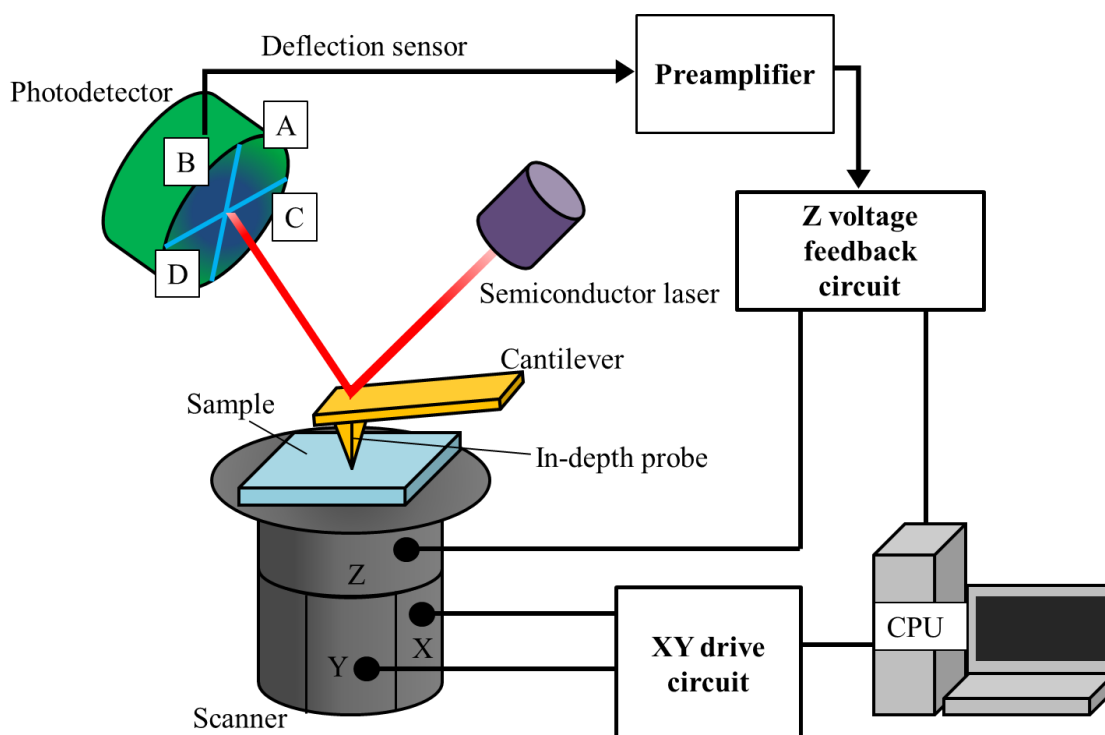 Deflection sensor
Preamplifier
Photodetector
A
B
C
D
Z voltage
feedback
circuit
Semiconductor laser
Cantilever
Sample
In-depth probe
Z
X
Y
XY drive
circuit
CPU
Scanner